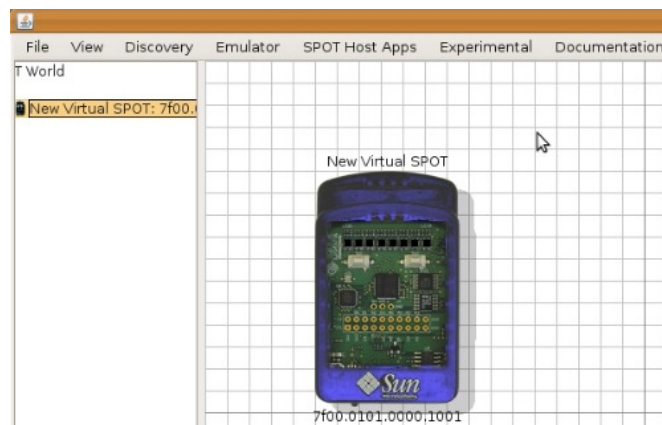 File View Discovery Emulator SPOT Host Apps Experimental Documentation
T World
New Virtual SPOT: 7f00.
New Virtual SPOT
Sun
7f00.0101.0000.1001